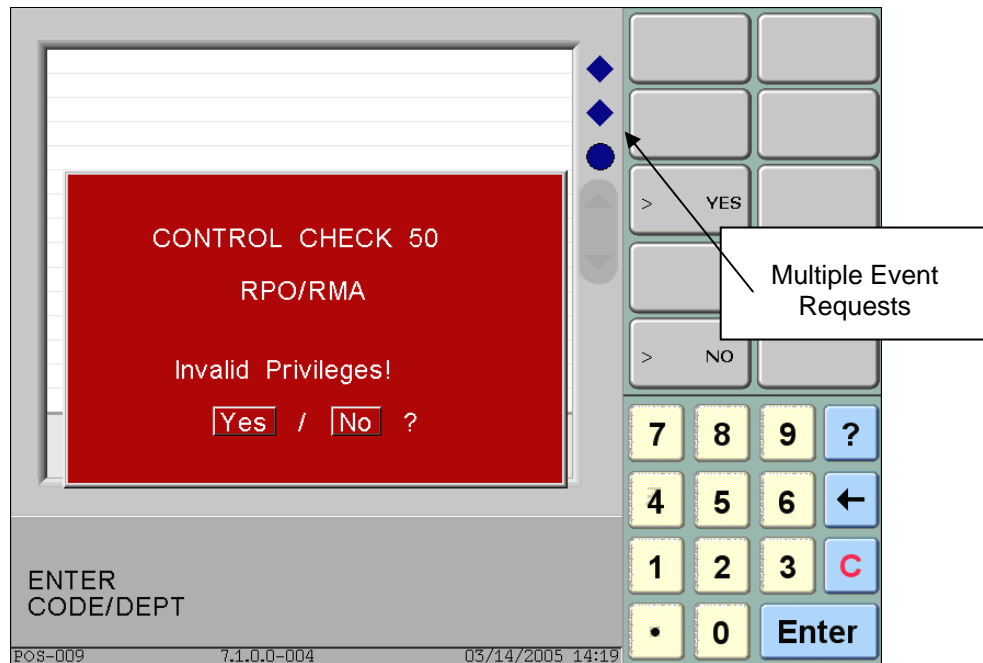 CONTROL CHECK 50
RPO/RMA
Invalid Privileges!
Yes / No ?
> YES
Multiple Event
Requests
> NO
7 8 9 ?
4 5 6 ←
1 2 3 C
• 0 Enter
ENTER
CODE/DEPT
POS-009 7.1.0.0-004 03/14/2005 14:19